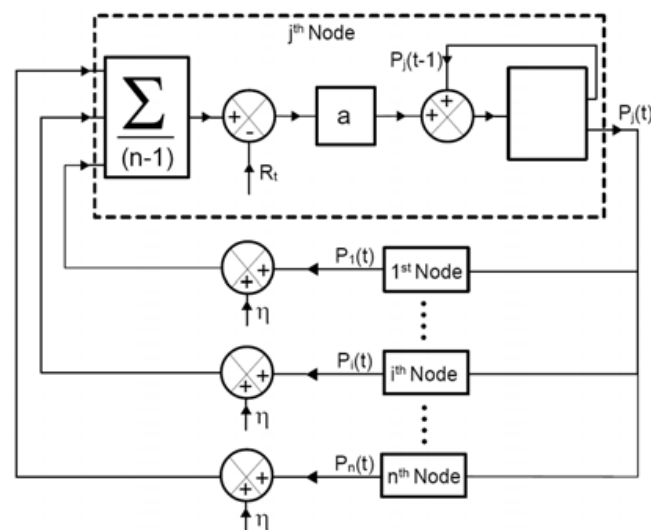 jth Node
Pj(t-1)
∑
(n-1)
+
-
a
+
+
Pj(t)
Rt
P1(t)
1st Node
+
+
η
Pi(t)
ith Node
+
+
η
Pn(t)
nth Node
+
+
η